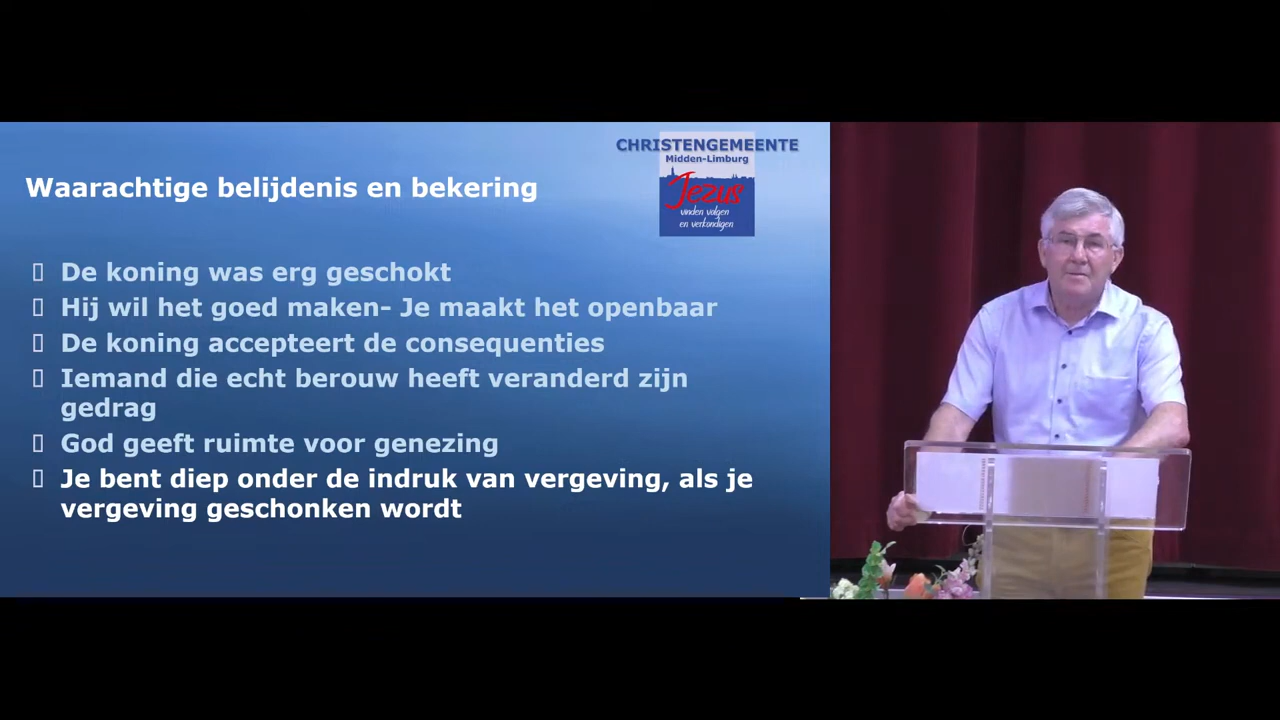 CHRISTENGEMEENTE
Midden-Limburg
Jezus
vinden volgen
en verkondigen
Waarachtige belijdenis en bekering
De koning was erg geschokt
Hij wil het goed maken- Je maakt het openbaar
De koning accepteert de consequenties
Iemand die echt berouw heeft veranderd zijn
gedrag
God geeft ruimte voor genezing
Je bent diep onder de indruk van vergeving, als je
vergeving geschonken wordt